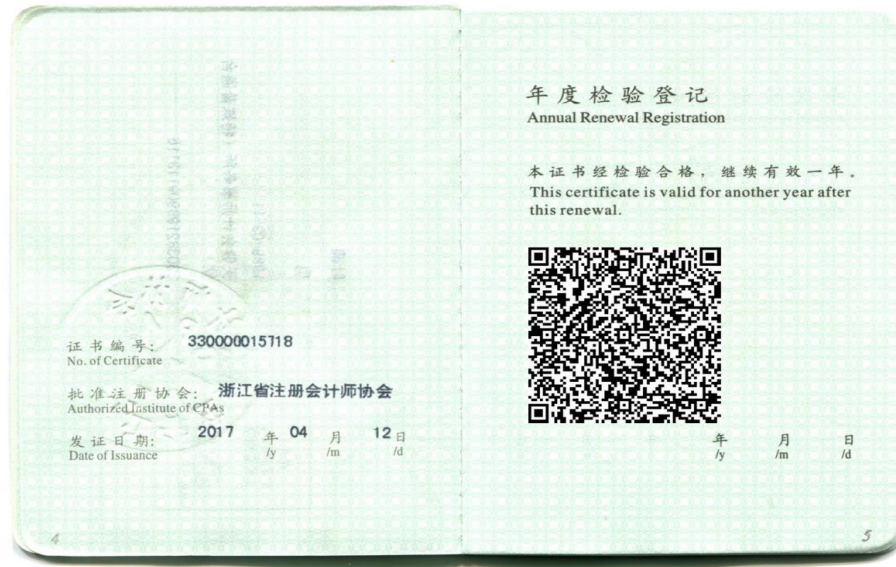 证书编号: 330000015718
No. of Certificate
批准注册协会: 浙江省注册会计师协会
Authorized Institute of CPAs
发证日期: 2017 年 04 月 12 日
Date of Issuance /y /m /d
4
年度检验登记
Annual Renewal Registration
本证书经检验合格，继续有效一年。
This certificate is valid for another year after
this renewal.
年 月 日
/y /m /d
5